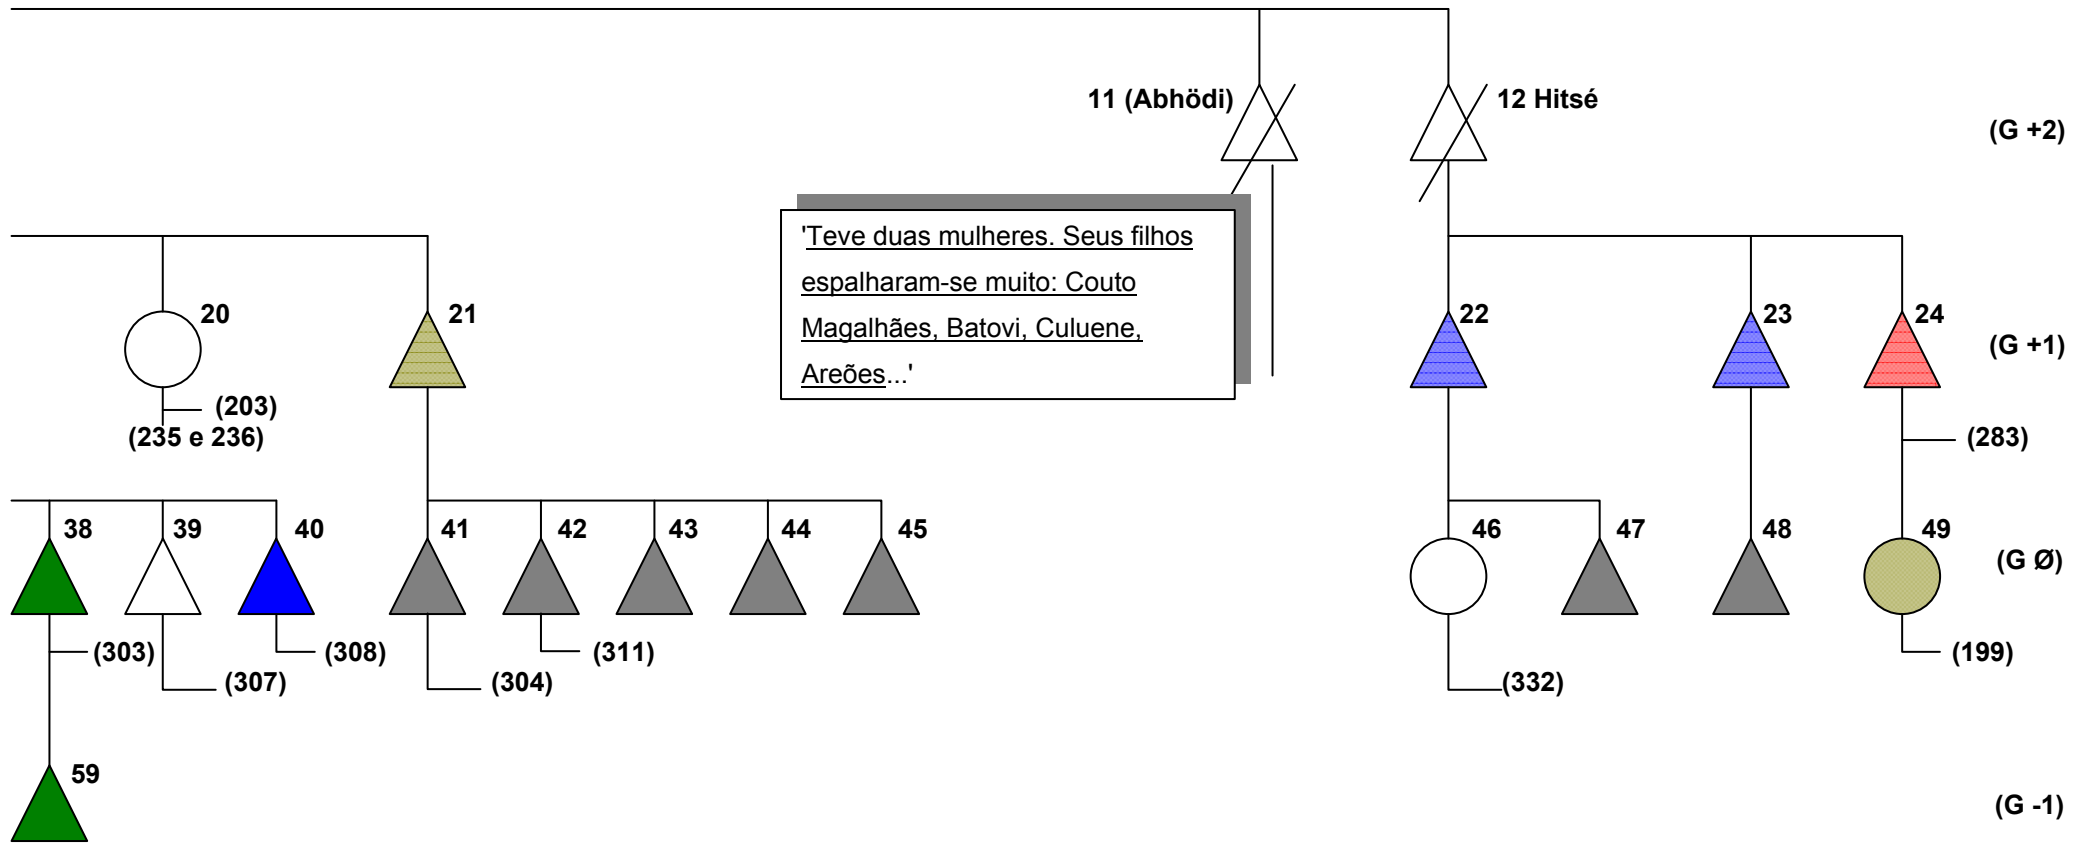 11 (Abhödi)
12 Hitsé
(G +2)
'Teve duas mulheres. Seus filhos
espalharam-se muito: Couto
Magalhães, Batovi, Culuene,
Areões...'
20
21
22
23
24
(G +1)
(203)
(235 e 236)
(283)
38
39
40
41
42
43
44
45
46
47
48
49
(G Ø)
(303)
(308)
(311)
(199)
(307)
(304)
(332)
59
(G -1)